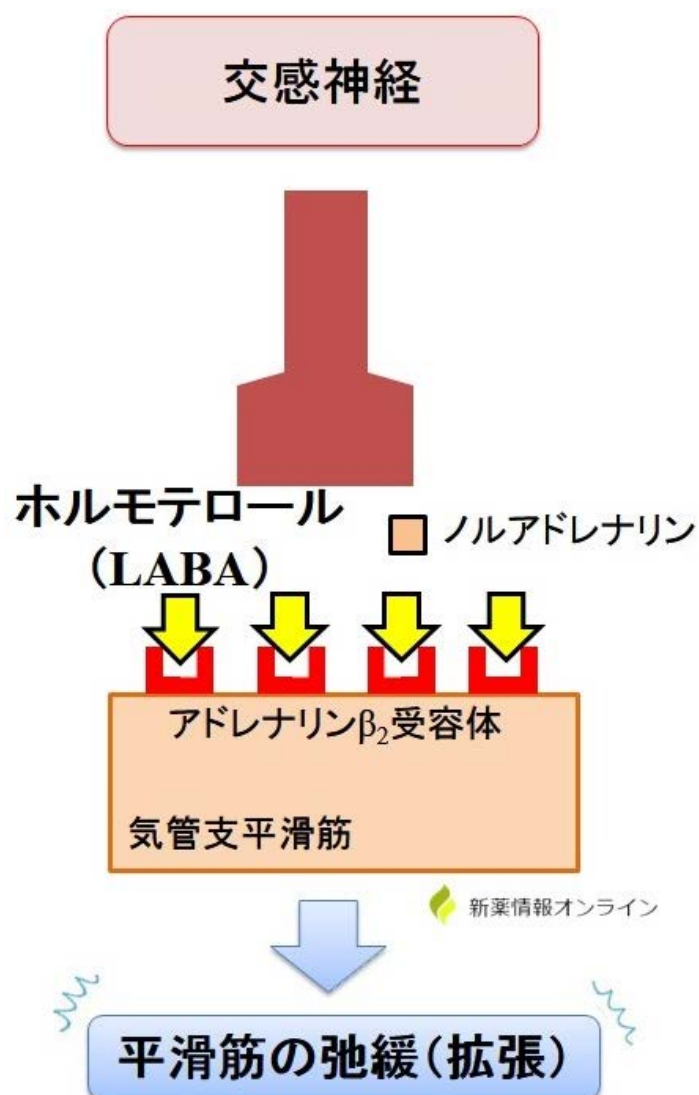 交感神経
ホルモテロール
（LABA）
ノルアドレナリン
アドレナリンβ₂受容体
気管支平滑筋
新薬情報オンライン
平滑筋の弛緩（拡張）